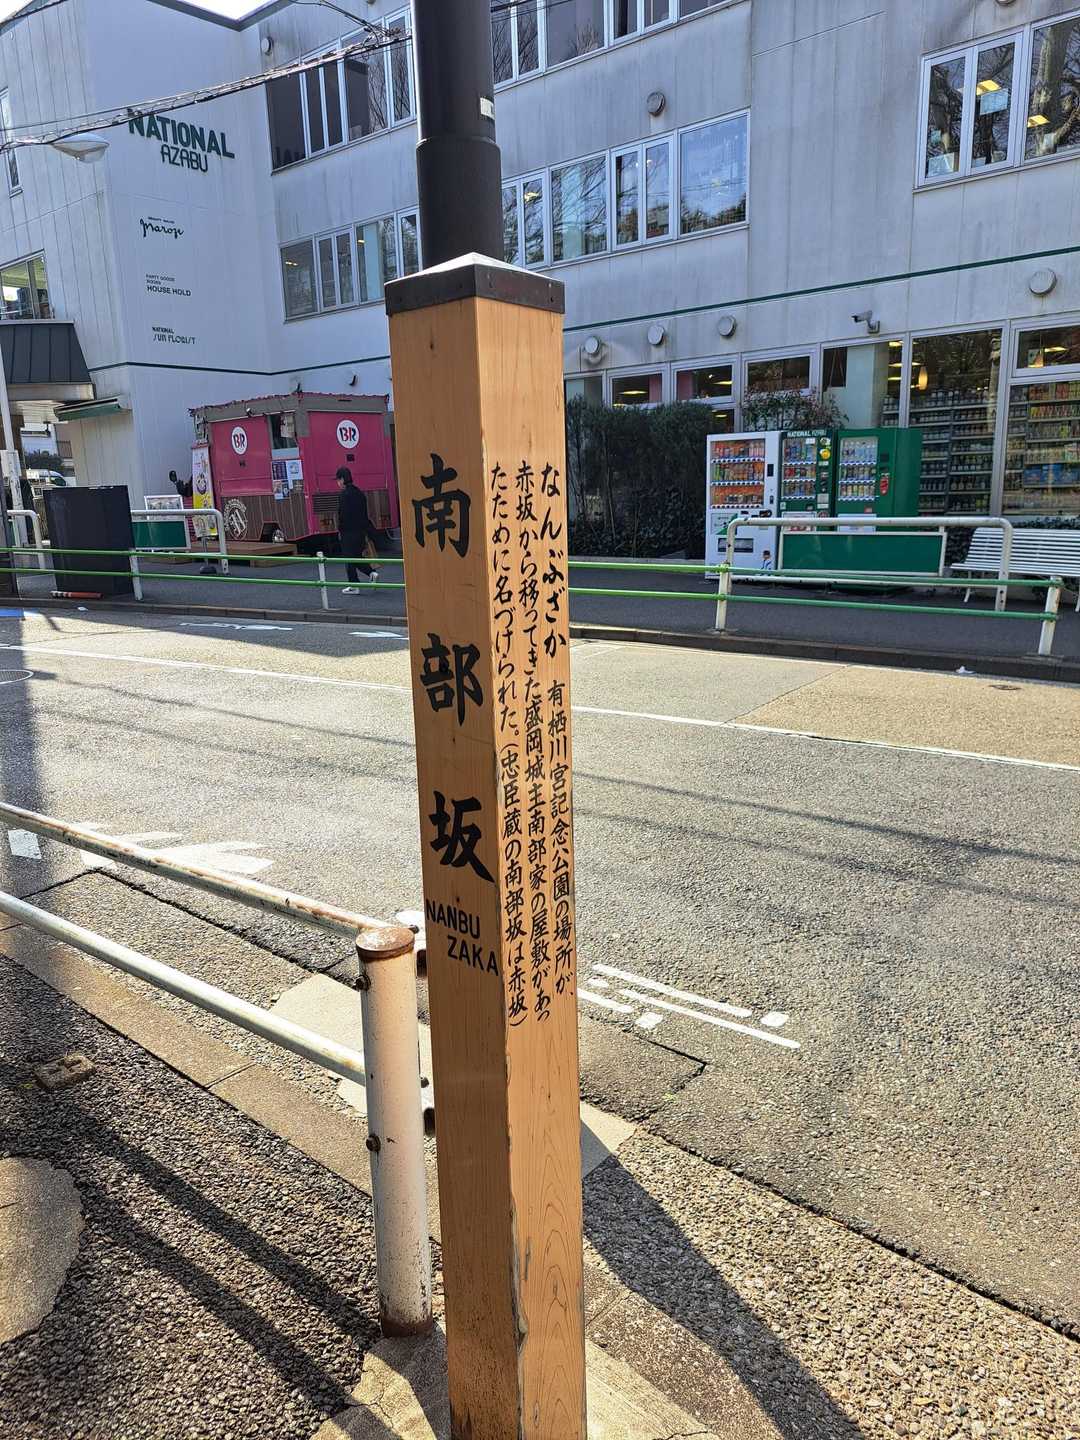 NATIONAL
AZABU
maroje
HOUSE HOLD
NATIONAL
SUN FLORIST
BR
BR
NATIONAL AZABU
南部坂
NANBU
ZAKA
なんぶざか 有栖川宮記念公園の場所が、
赤坂から移ってきた盛岡城主南部家の屋敷があっ
たために名づけられた。(忠臣蔵の南部坂は赤坂)